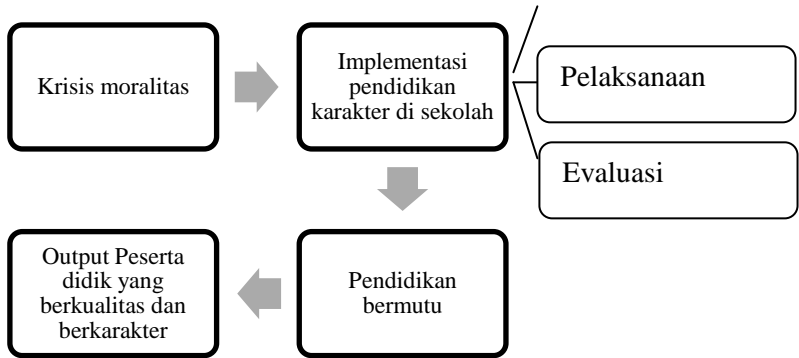 Krisis moralitas
Implementasi
pendidikan
karakter di sekolah
Pelaksanaan
Evaluasi
Output Peserta
didik yang
berkualitas dan
berkarakter
Pendidikan
bermutu